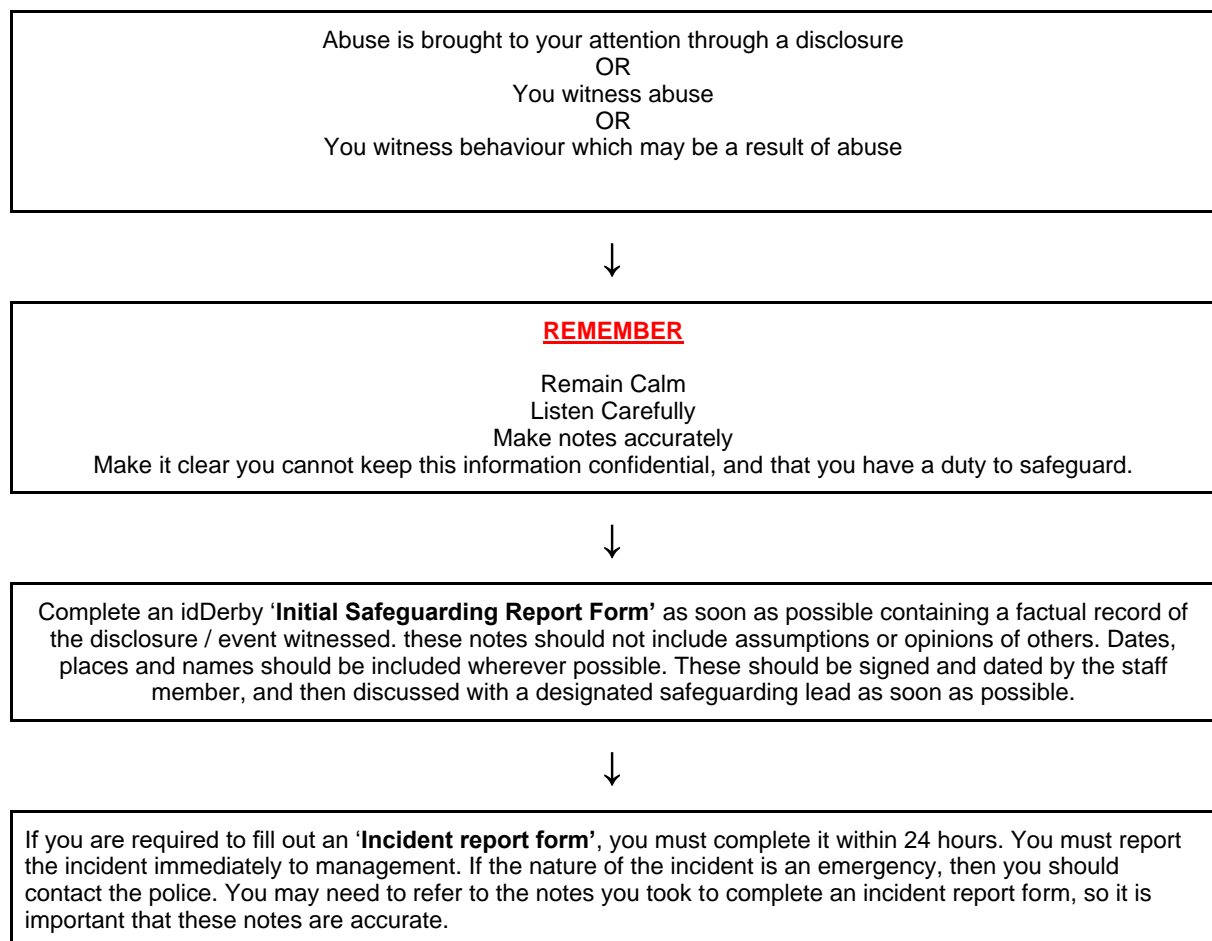 Abuse is brought to your attention through a disclosure
OR
You witness abuse
OR
You witness behaviour which may be a result of abuse
↓
REMEMBER
Remain Calm
Listen Carefully
Make notes accurately
Make it clear you cannot keep this information confidential, and that you have a duty to safeguard.
↓
Complete an idDerby ‘Initial Safeguarding Report Form’ as soon as possible containing a factual record of
the disclosure / event witnessed. these notes should not include assumptions or opinions of others. Dates,
places and names should be included wherever possible. These should be signed and dated by the staff
member, and then discussed with a designated safeguarding lead as soon as possible.
↓
If you are required to fill out an ‘Incident report form’, you must complete it within 24 hours. You must report
the incident immediately to management. If the nature of the incident is an emergency, then you should
contact the police. You may need to refer to the notes you took to complete an incident report form, so it is
important that these notes are accurate.